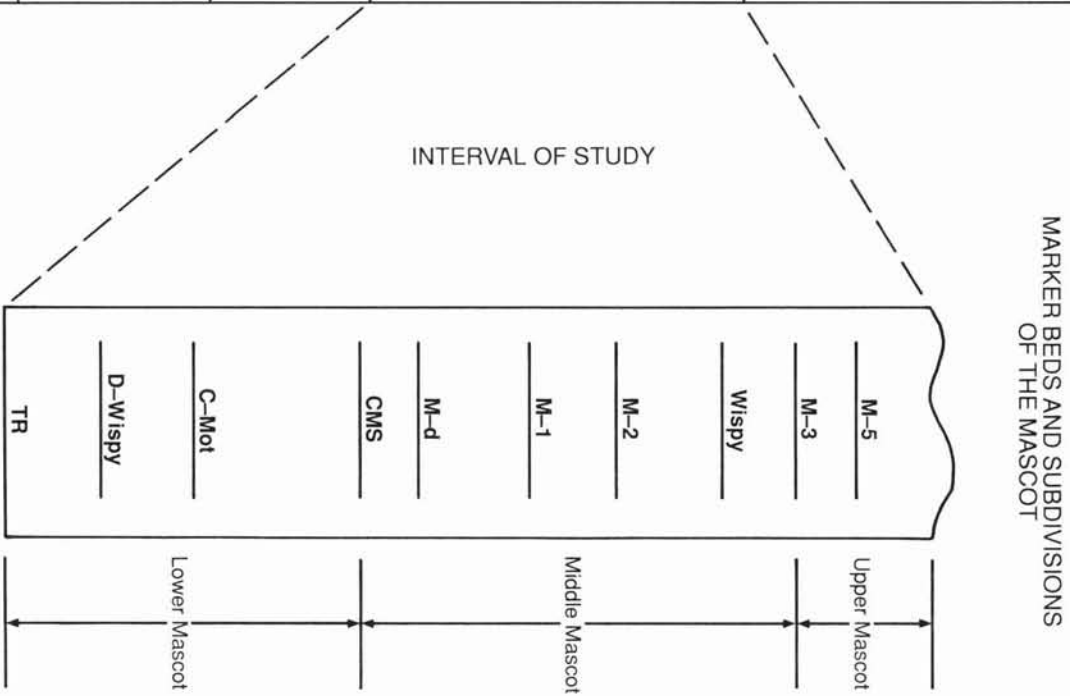 INTERVAL OF STUDY
MARKER BEDS AND SUBDIVISIONS
OF THE MASCOT
M–5
M–3
Wispy
M–2
M–1
M–d
CMS
C–Mot
D–Wispy
TR
Upper Mascot
Middle Mascot
Lower Mascot